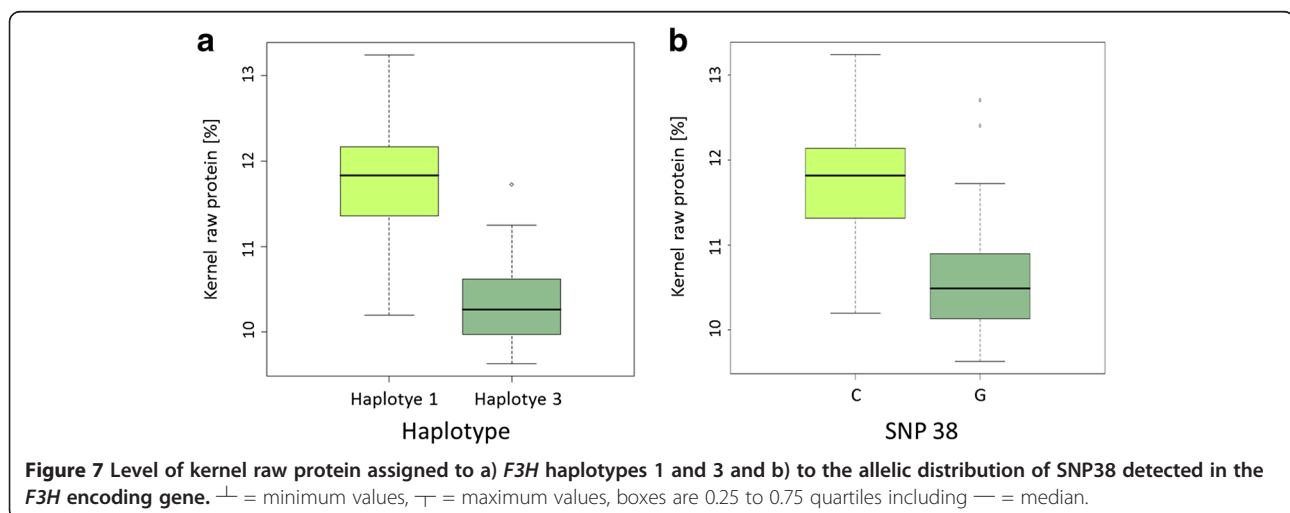 a
Kernel raw protein [%]
13
12
11
10
Haplotye 1 Haplotye 3
Haplotype
b
Kernel raw protein [%]
13
12
11
10
C G
SNP 38
Figure 7 Level of kernel raw protein assigned to a) F3H haplotypes 1 and 3 and b) to the allelic distribution of SNP38 detected in the
F3H encoding gene. ┴ = minimum values, ┬ = maximum values, boxes are 0.25 to 0.75 quartiles including — = median.